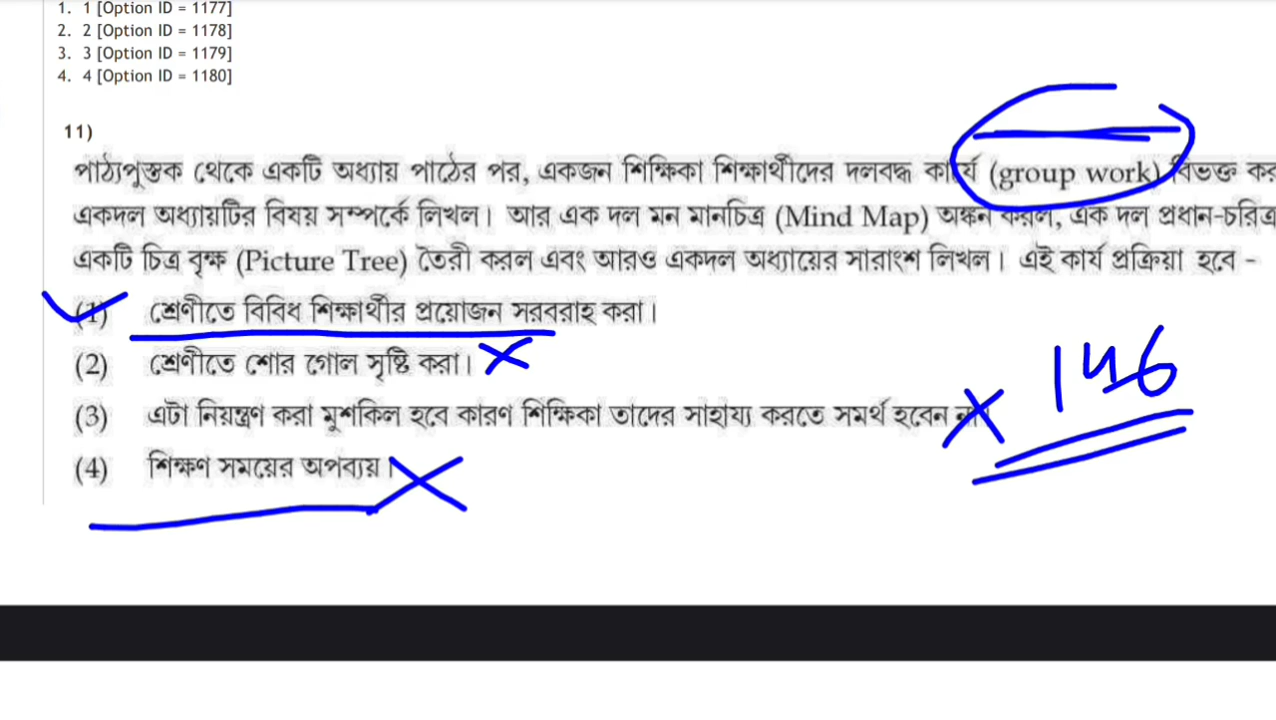 1. 1 [Option ID = 1177]
2. 2 [Option ID = 1178]
3. 3 [Option ID = 1179]
4. 4 [Option ID = 1180]
11)
পাঠ্যপুস্তক থেকে একটি অধ্যায় পাঠের পর, একজন শিক্ষিকা শিক্ষার্থীদের দলবদ্ধ কার্যে (group work) বিভক্ত কর
একদল অধ্যায়টির বিষয় সম্পর্কে লিখল। আর এক দল মন মানচিত্র (Mind Map) অঙ্কন করল, এক দল প্রধান-চরিত্র
একটি চিত্র বৃক্ষ (Picture Tree) তৈরী করল এবং আরও একদল অধ্যায়ের সারাংশ লিখল। এই কার্য প্রক্রিয়া হবে -
(1) শ্রেণীতে বিবিধ শিক্ষার্থীর প্রয়োজন সরবরাহ করা।
(2) শ্রেণীতে শোর গোল সৃষ্টি করা।
(3) এটা নিয়ন্ত্রণ করা মুশকিল হবে কারণ শিক্ষিকা তাদের সাহায্য করতে সমর্থ হবেন না।
(4) শিক্ষণ সময়ের অপব্যয়।